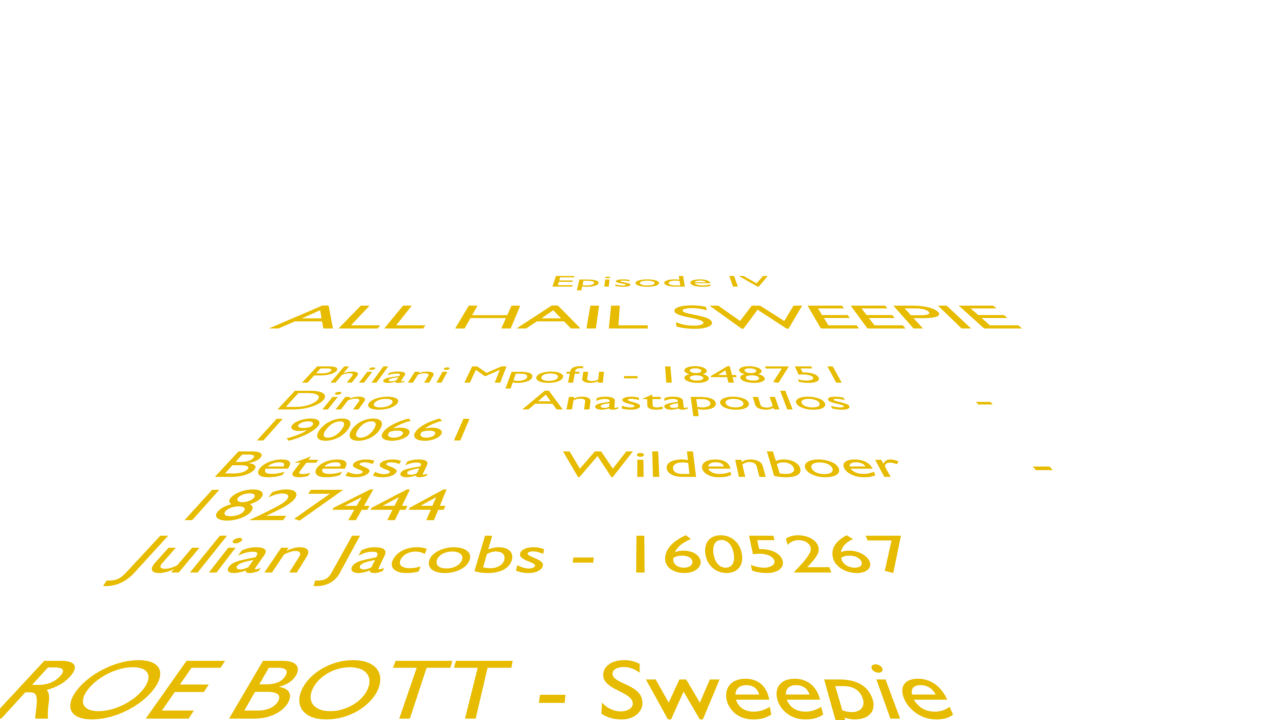 Episode IV
ALL HAIL SWEEPIE
Philani Mpofu - 1848751
Dino Anastapoulos -
1900661
Betessa Wildenboer -
1827444
Julian Jacobs - 1605267
ROE BOTT - Sweepie